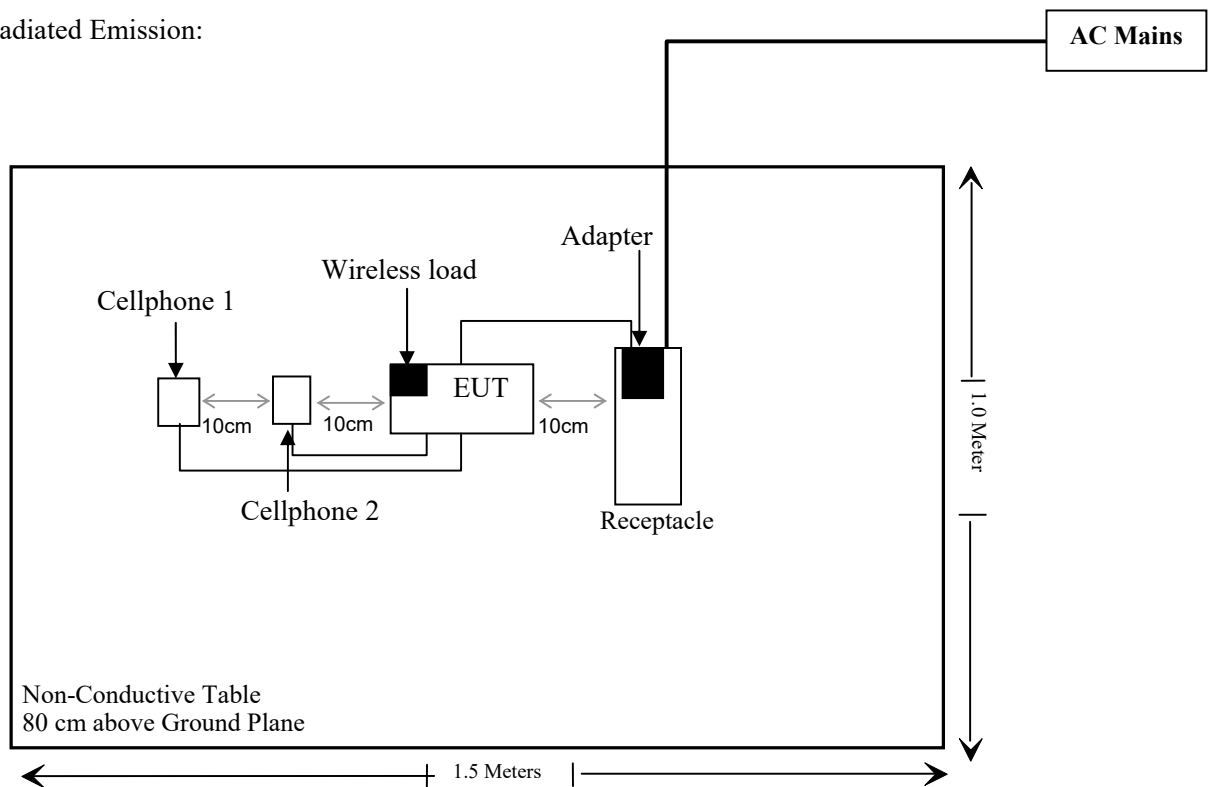 adiated Emission:
AC Mains
Adapter
Wireless load
Cellphone 1
EUT
10cm
10cm
10cm
1.0 Meter
Cellphone 2
Receptacle
Non-Conductive Table
80 cm above Ground Plane
1.5 Meters